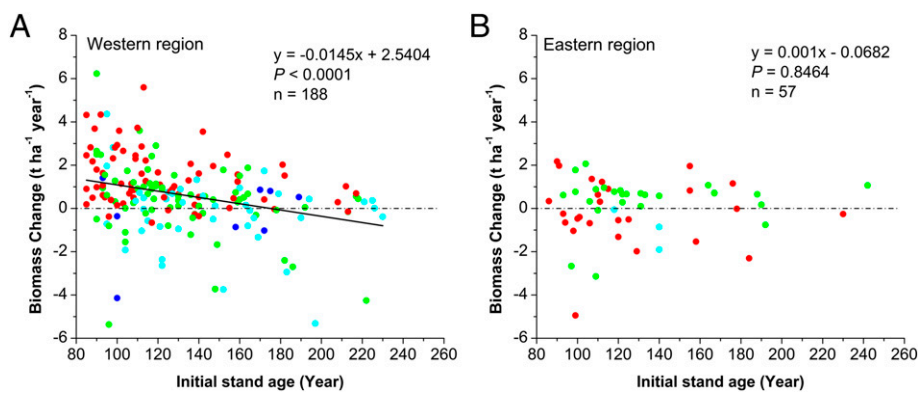 A
Western region
y = -0.0145x + 2.5404
P < 0.0001
n = 188
8
6
4
2
0
-2
-4
-6
Biomass Change (t ha⁻¹ year⁻¹)
80 100 120 140 160 180 200 220 240 260
Initial stand age (Year)
B
Eastern region
y = 0.001x - 0.0682
P = 0.8464
n = 57
8
6
4
2
0
-2
-4
-6
Biomass Change (t ha⁻¹ year⁻¹)
80 100 120 140 160 180 200 220 240 260
Initial stand age (Year)